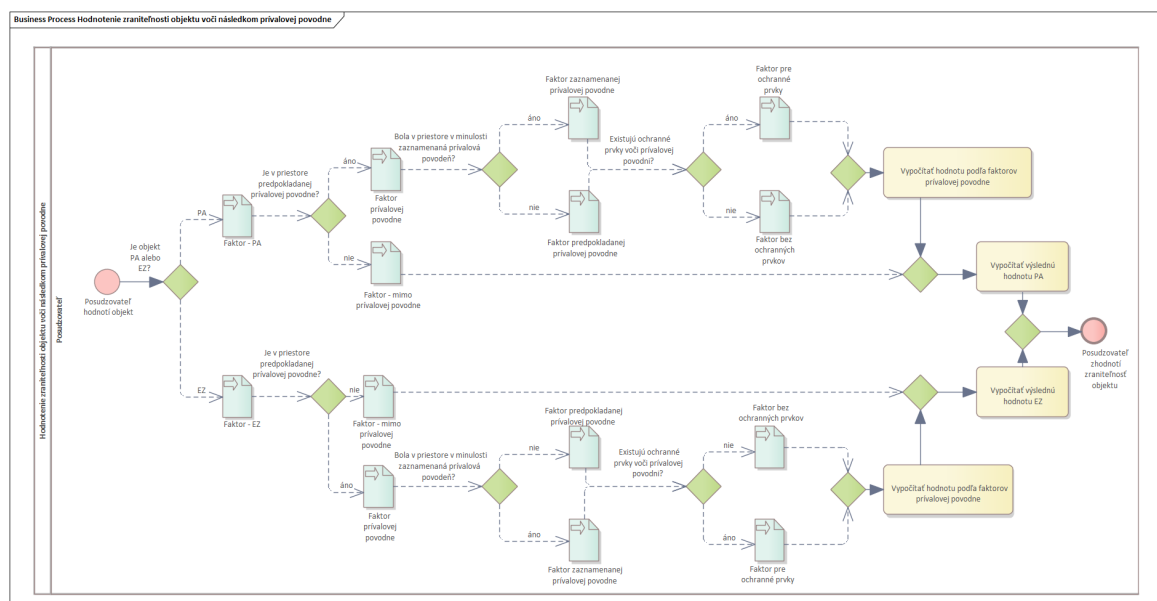 Business Process Hodnotenie zraniteľnosti objektu voči následkom prívalovej povodne
Hodnotenie zraniteľnosti objektu voči následkom prívalovej povodne
Posudzovateľ
Posudzovateľ
hodnotí objekt
Je objekt
PA alebo
EZ?
PA
Faktor - PA
Je v priestore
predpokladanej
prívalovej povodne?
áno
Faktor
prívalovej
povodne
nie
Faktor - mimo
prívalovej povodne
Bola v priestore v minulosti
zaznamenaná prívalová
povodeň?
áno
Faktor zaznamenanej
prívalovej povodne
nie
Faktor predpokladanej
prívalovej povodne
Existujú ochranné
prvky voči prívalovej
povodni?
áno
Faktor pre
ochranné
prvky
nie
Faktor bez
ochranných
prvkov
Vypočítať hodnotu podľa faktorov
prívalovej povodne
Vypočítať výslednú
hodnotu PA
Posudzovateľ
zhodnotí
zraniteľnosť
objektu
EZ
Faktor - EZ
Je v priestore
predpokladanej
prívalovej povodne?
nie
Faktor - mimo
prívalovej
povodne
áno
Faktor
prívalovej
povodne
Bola v priestore v minulosti
zaznamenaná prívalová
povodeň?
nie
Faktor predpokladanej
prívalovej povodne
áno
Faktor zaznamenanej
prívalovej povodne
Existujú ochranné
prvky voči prívalovej
povodni?
nie
Faktor bez
ochranných prvkov
áno
Faktor pre
ochranné prvky
Vypočítať hodnotu podľa faktorov
prívalovej povodne
Vypočítať výslednú
hodnotu EZ